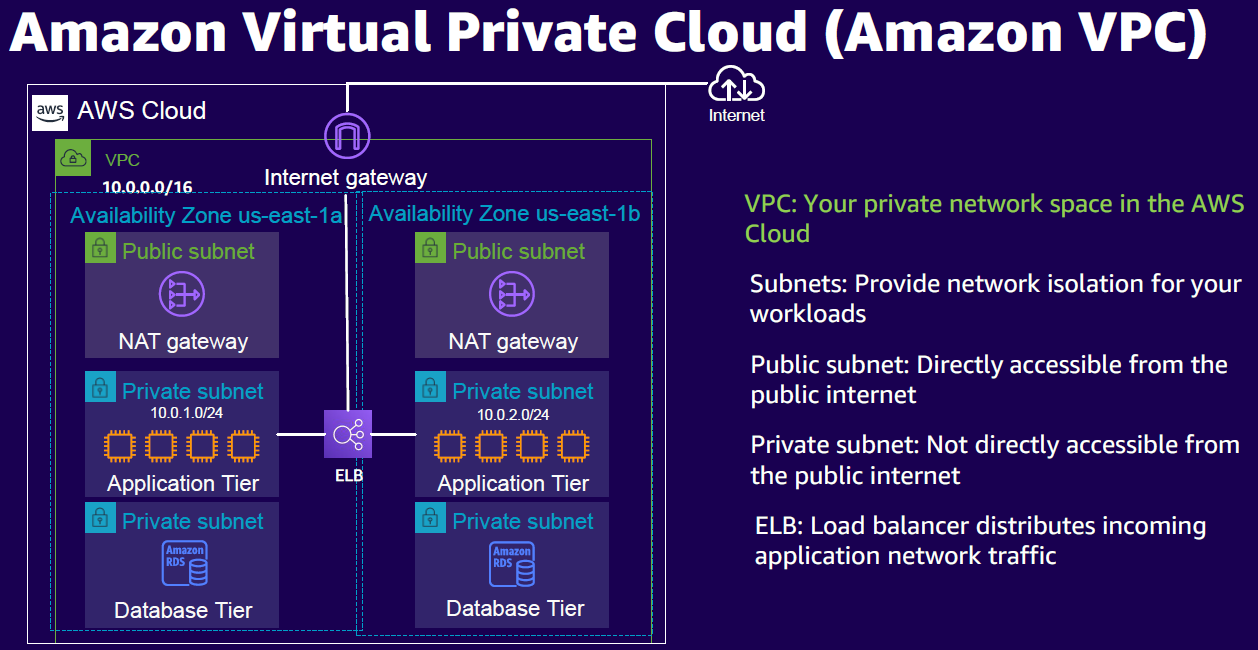 Amazon Virtual Private Cloud (Amazon VPC)
aws
AWS Cloud
Internet
VPC
10.0.0.0/16
Internet gateway
Availability Zone us-east-1a
Availability Zone us-east-1b
Public subnet
NAT gateway
Public subnet
NAT gateway
Private subnet
10.0.1.0/24
Application Tier
Private subnet
10.0.2.0/24
Application Tier
ELB
Private subnet
Amazon
RDS
Database Tier
Private subnet
Amazon
RDS
Database Tier
VPC: Your private network space in the AWS
Cloud
Subnets: Provide network isolation for your
workloads
Public subnet: Directly accessible from the
public internet
Private subnet: Not directly accessible from
the public internet
ELB: Load balancer distributes incoming
application network traffic